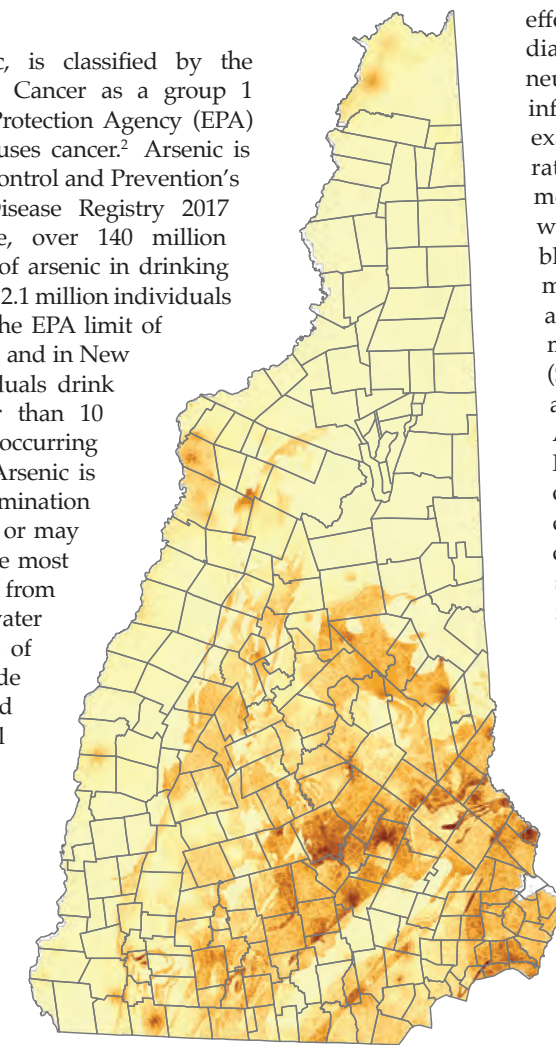 c, is classified by the
Cancer as a group 1
Protection Agency (EPA)
uses cancer.² Arsenic is
ontrol and Prevention's
Disease Registry 2017
e, over 140 million
of arsenic in drinking
2.1 million individuals
he EPA limit of
and in New
duals drink
r than 10
occurring
Arsenic is
mination
or may
e most
from
water
of
de
d
l
effe
dia
neu
inf
ex
rat
m
w
bl
m
a
n
(
a